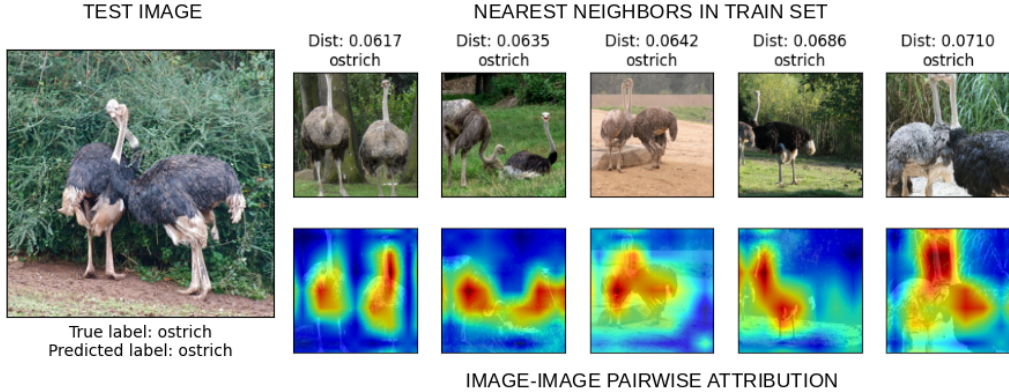 TEST IMAGE
NEAREST NEIGHBORS IN TRAIN SET
Dist: 0.0617
ostrich
Dist: 0.0635
ostrich
Dist: 0.0642
ostrich
Dist: 0.0686
ostrich
Dist: 0.0710
ostrich
True label: ostrich
Predicted label: ostrich
IMAGE-IMAGE PAIRWISE ATTRIBUTION